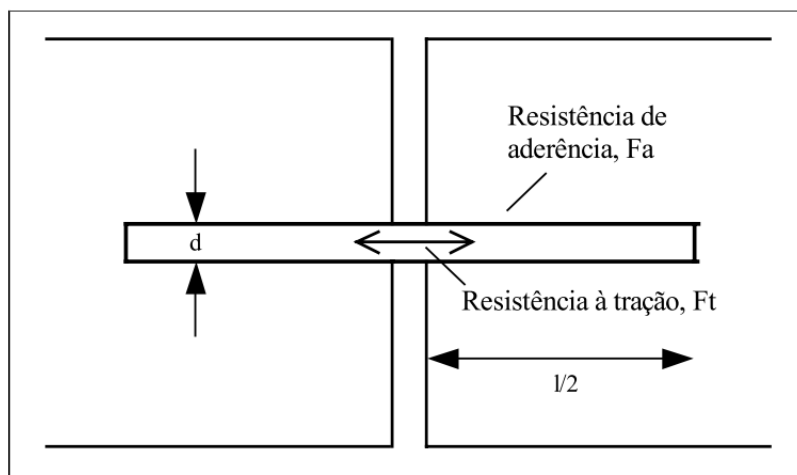 Resistência de
aderência, Fa
d
Resistência à tração, Ft
l/2